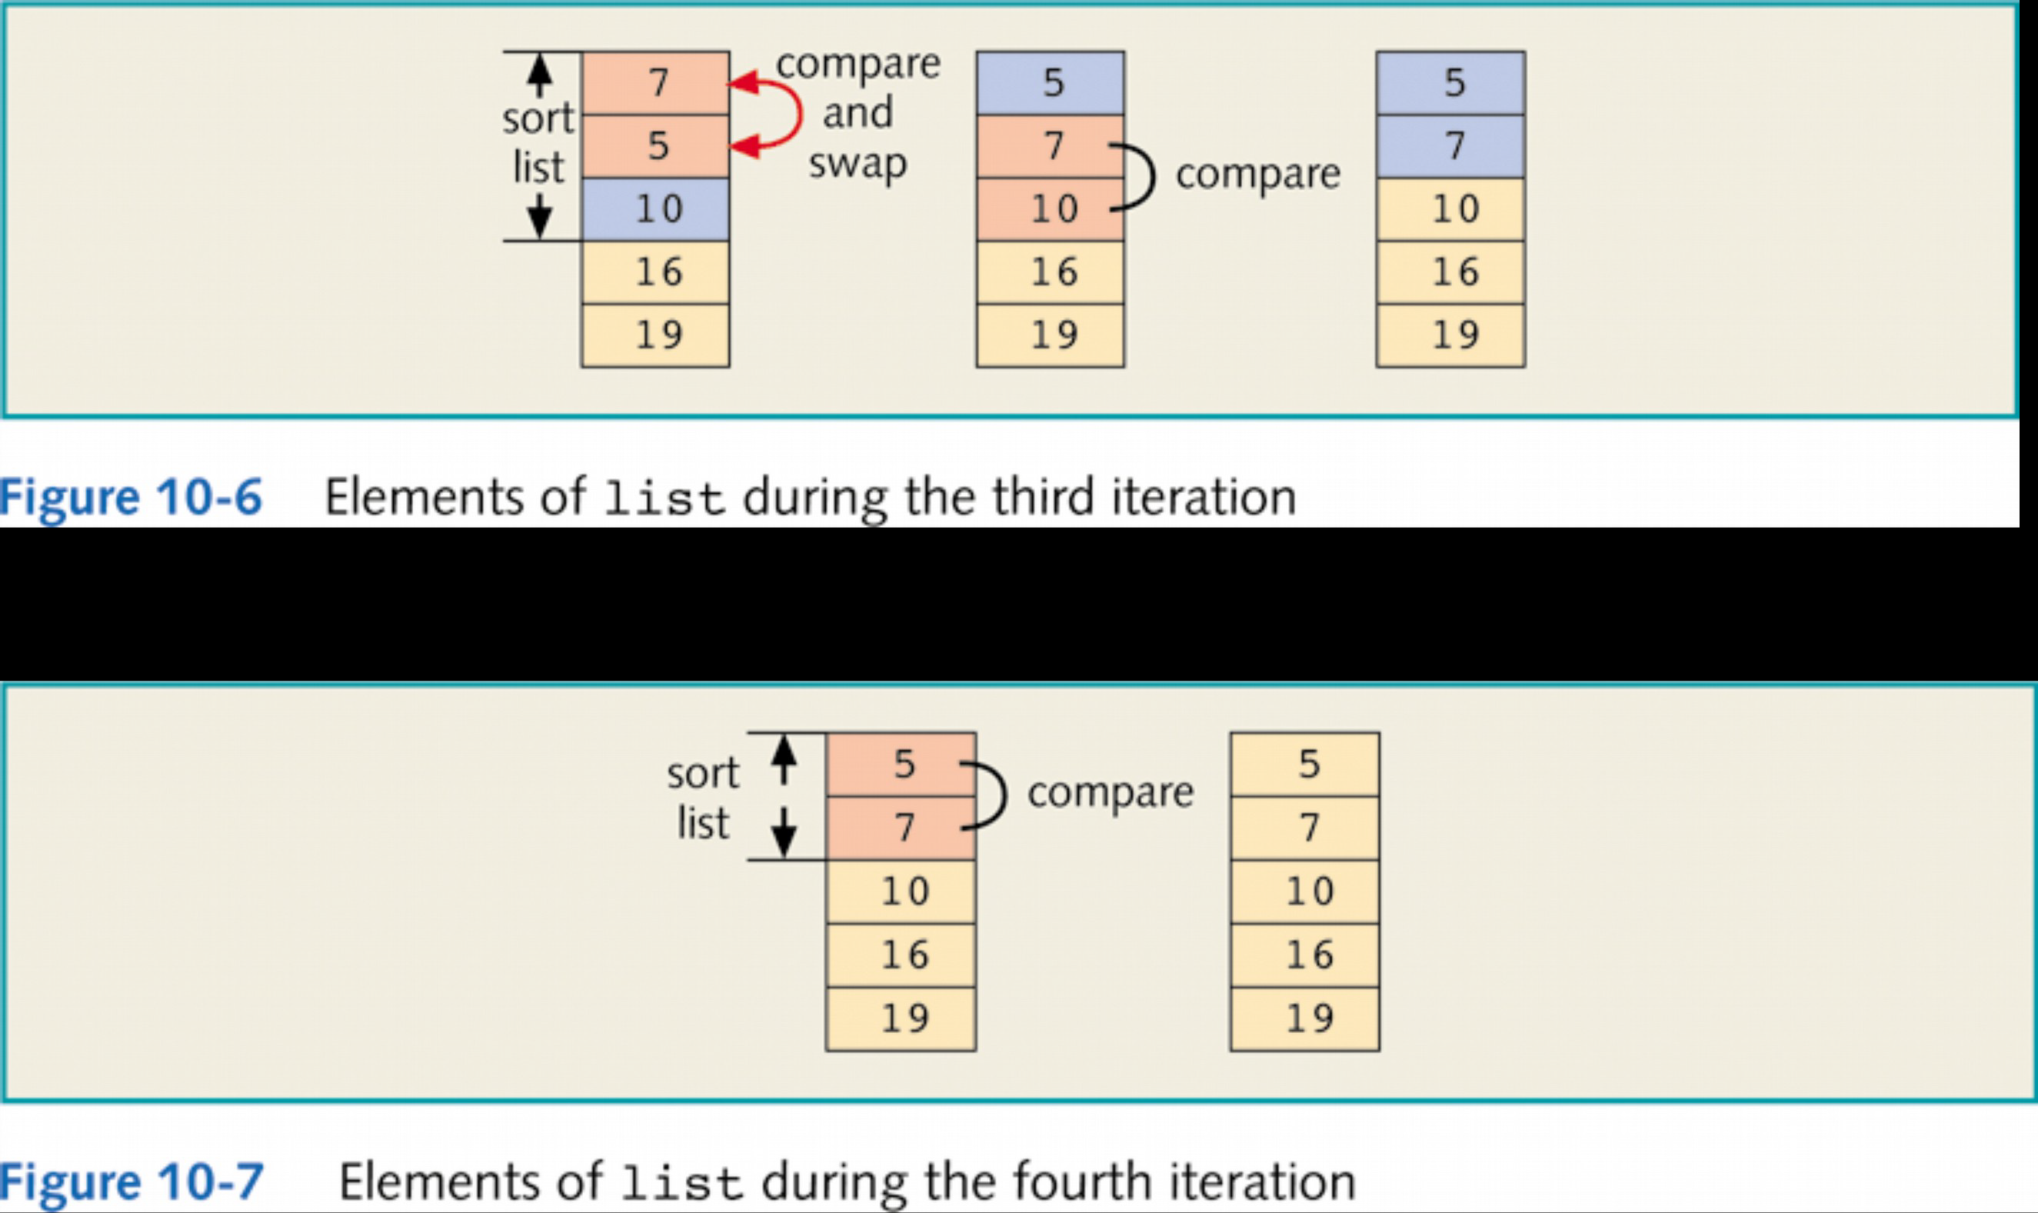 sort
list
7
5
10
16
19
compare
and
swap
5
7
10
16
19
compare
5
7
10
16
19
Figure 10-6 Elements of list during the third iteration
sort
list
5
7
10
16
19
compare
5
7
10
16
19
Figure 10-7 Elements of list during the fourth iteration